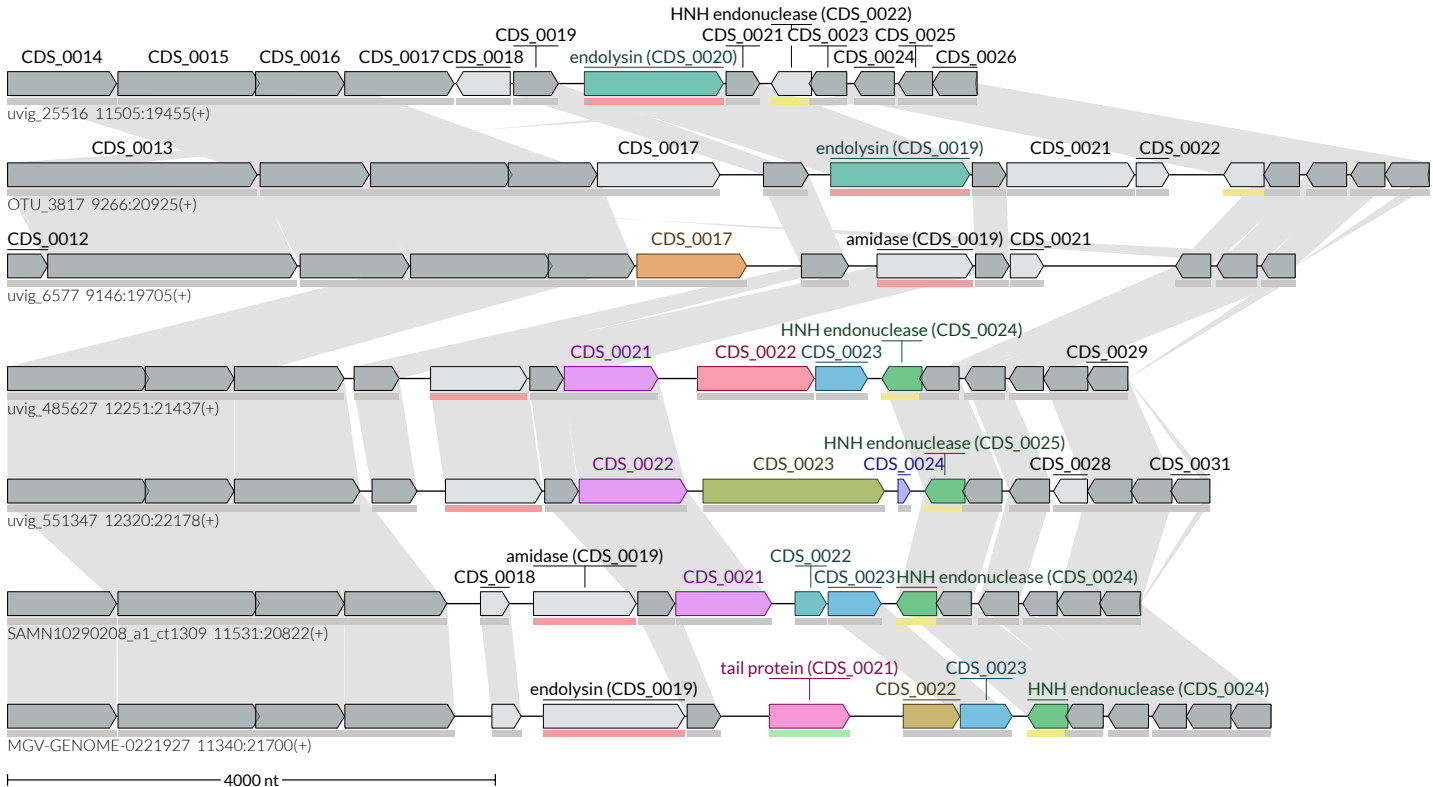 HNH endonuclease (CDS_0022)
CDS_0019 CDS_0021 CDS_0023 CDS_0025
CDS_0014 CDS_0015 CDS_0016 CDS_0017 CDS_0018 endolysin (CDS_0020) CDS_0024 CDS_0026
uvig_25516 11505:19455(+)
CDS_0013 CDS_0017 endolysin (CDS_0019) CDS_0021 CDS_0022
OTU_3817 9266:20925(+)
CDS_0012 CDS_0017 amidase (CDS_0019) CDS_0021
uvig_6577 9146:19705(+)
HNH endonuclease (CDS_0024)
CDS_0021 CDS_0022 CDS_0023 CDS_0029
uvig_485627 12251:21437(+)
HNH endonuclease (CDS_0025)
CDS_0022 CDS_0023 CDS_0024 CDS_0028 CDS_0031
uvig_551347 12320:22178(+)
amidase (CDS_0019) CDS_0022
CDS_0018 CDS_0021 CDS_0023 HNH endonuclease (CDS_0024)
SAMN10290208_a1_ct1309 11531:20822(+)
tail protein (CDS_0021) CDS_0023
endolysin (CDS_0019) CDS_0022 HNH endonuclease (CDS_0024)
MGV-GENOME-0221927 11340:21700(+)
4000 nt